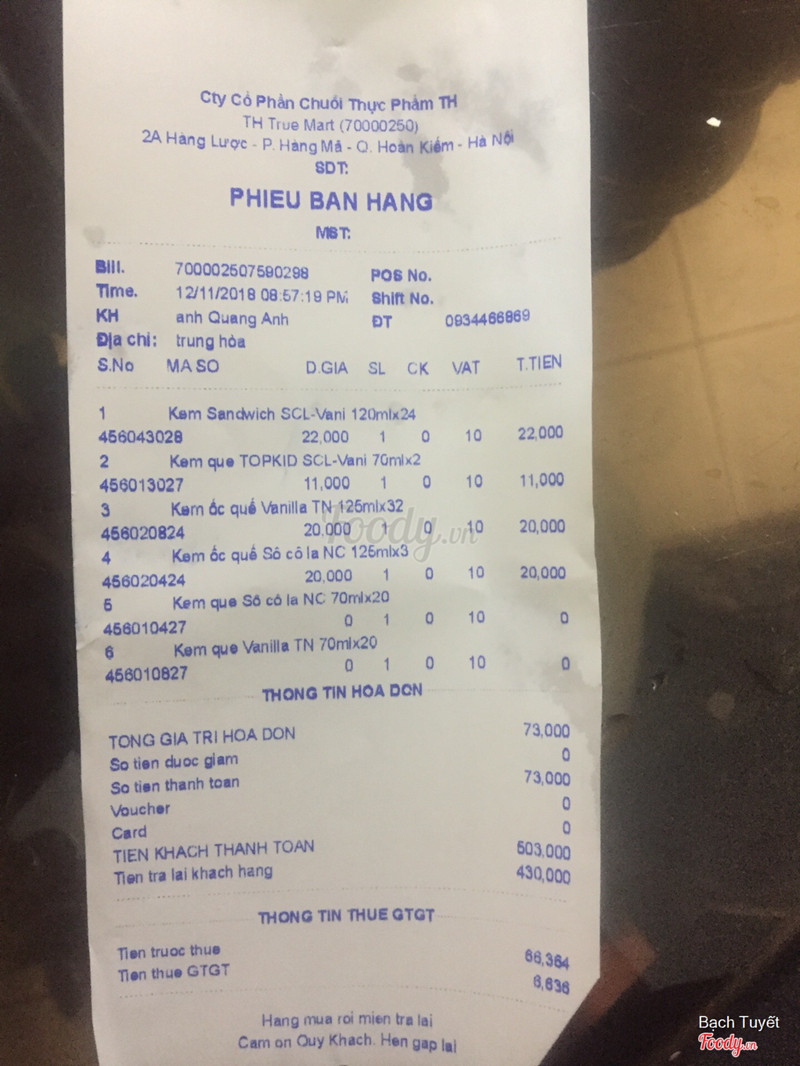 Cty Cổ Phần Chuỗi Thực Phẩm TH
TH True Mart (70000250)
2A Hàng Lược - P. Hàng Mã - Q. Hoàn Kiếm - Hà Nội
SDT:
PHIEU BAN HANG
MST:
Bill. 700002507590298 POS No.
Time. 12/11/2018 08:57:19 PM Shift No.
KH anh Quang Anh ĐT 0934466869
Địa chỉ: trung hòa
S.No MA SO D.GIA SL CK VAT T.TIEN
1 Kem Sandwich SCL-Vani 120mlx24
456043028 22,000 1 0 10 22,000
2 Kem que TOPKID SCL-Vani 70mlx2
456013027 11,000 1 0 10 11,000
3 Kem ốc quế Vanilla TN 125mlx32
456020824 20,000 1 0 10 20,000
4 Kem ốc quế Sô cô la NC 125mlx3
456020424 20,000 1 0 10 20,000
5 Kem que Sô cô la NC 70mlx20
456010427 0 1 0 10 0
6 Kem que Vanilla TN 70mlx20
456010827 0 1 0 10 0
THONG TIN HOA DON
TONG GIA TRI HOA DON 73,000
So tien duoc giam 0
So tien thanh toan 73,000
Voucher 0
Card 0
TIEN KHACH THANH TOAN 503,000
Tien tra lai khach hang 430,000
THONG TIN THUE GTGT
Tien truoc thue 66,364
Tien thue GTGT 6,636
Hang mua roi mien tra lai
Cam on Quy Khach. Hen gap lai
Foody.vn
Bạch Tuyết
Foody.vn